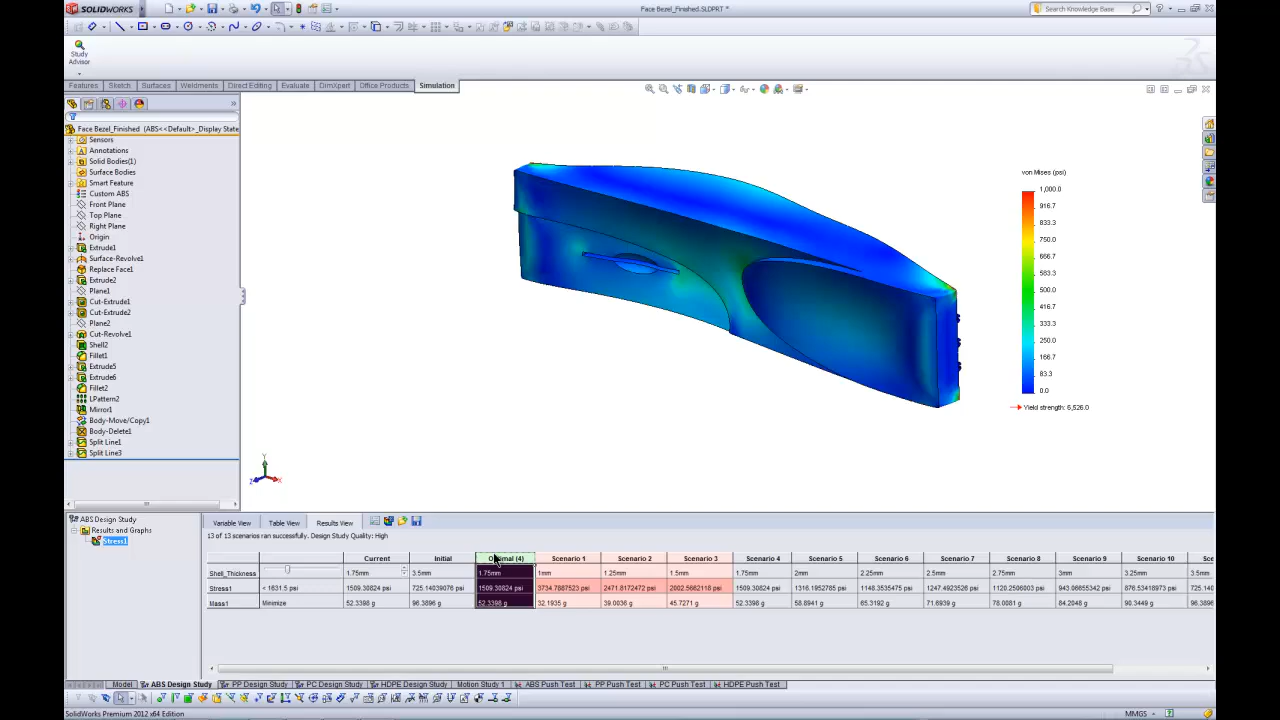 SOLIDWORKS
Face Bezel_Finished.SLDPRT *
Search Knowledge Base
Study
Advisor
Features Sketch Surfaces Weldments Direct Editing Evaluate DimXpert Office Products Simulation
Face Bezel_Finished (ABS<<Default>_Display State
Sensors
Annotations
Solid Bodies(1)
Surface Bodies
Smart Feature
Custom ABS
Front Plane
Top Plane
Right Plane
Origin
Extrude1
Surface-Revolve1
Replace Face1
Extrude2
Plane1
Cut-Extrude1
Cut-Extrude2
Plane2
Cut-Revolve1
Shell2
Fillet1
Extrude5
Extrude6
Fillet2
LPattern2
Mirror1
Body-Move/Copy1
Body-Delete1
Split Line1
Split Line3
von Mises (psi)
1,000.0
916.7
833.3
750.0
666.7
583.3
500.0
416.7
333.3
250.0
166.7
83.3
0.0
Yield strength: 6,526.0
Y
Z X
ABS Design Study
Results and Graphs
Stress1
Variable View Table View Results View
13 of 13 scenarios ran successfully. Design Study Quality: High
Current Initial Optimal (4) Scenario 1 Scenario 2 Scenario 3 Scenario 4 Scenario 5 Scenario 6 Scenario 7 Scenario 8 Scenario 9 Scenario 10 Sce
Shell_Thickness 1.75mm 3.5mm 1.75mm 1mm 1.25mm 1.5mm 1.75mm 2mm 2.25mm 2.5mm 2.75mm 3mm 3.25mm 3.5mm
Stress1 < 1631.5 psi 1509.30824 psi 725.14039076 psi 1509.30824 psi 3734.7887523 psi 2471.8172472 psi 2002.5662118 psi 1509.30824 psi 1316.1952785 psi 1267.4756535 psi 1247.4923526 psi 1120.2506003 psi 943.06855342 psi 876.53418973 psi 725.140
Mass1 Minimize 52.3398 g 96.3896 g 52.3398 g 32.1935 g 39.0036 g 45.7271 g 52.3398 g 58.8941 g 65.3192 g 71.6939 g 78.0081 g 84.2048 g 90.3449 g 96.3896
Model ABS Design Study PP Design Study PC Design Study HDPE Design Study Motion Study 1 ABS Push Test PP Push Test PC Push Test HDPE Push Test
SolidWorks Premium 2012 x64 Edition
MMGS